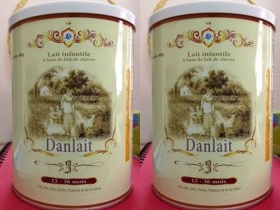 Lait infantile
à base de lait de chèvre
Danlait
3
12 - 36 mois
Lait infantile
à base de lait de chèvre
Danlait
3
12 - 36 mois